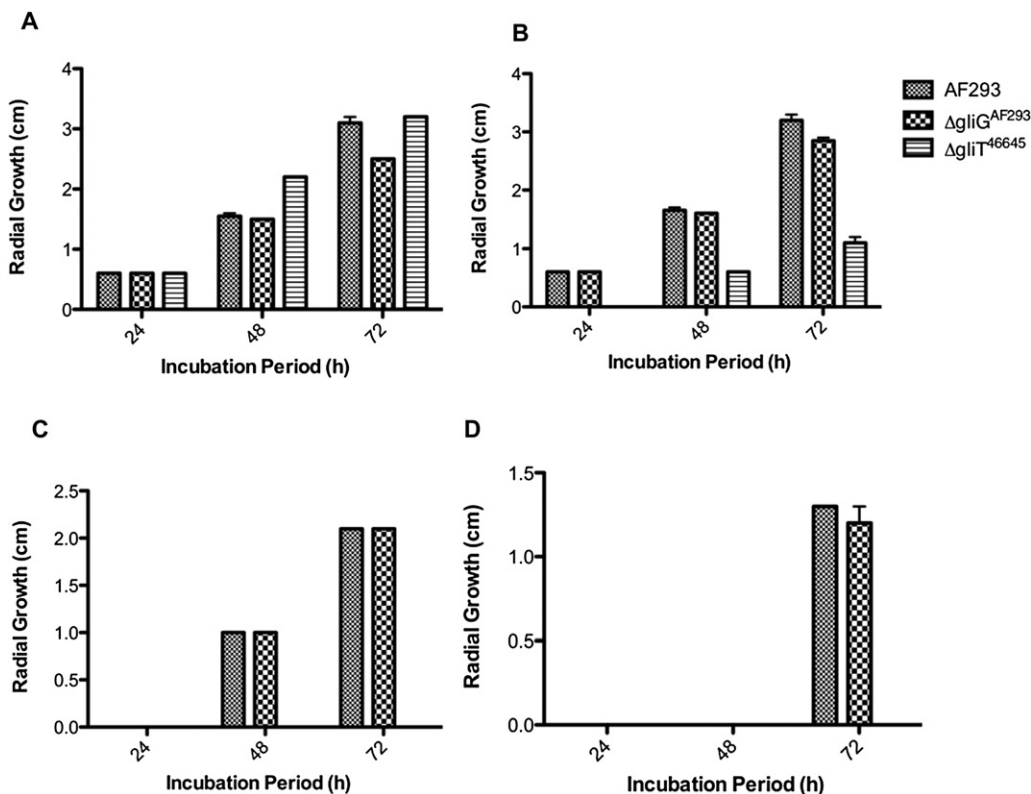 A
Radial Growth (cm)
4
3
2
1
0
24
48
72
Incubation Period (h)
B
Radial Growth (cm)
4
3
2
1
0
24
48
72
Incubation Period (h)
AF293
ΔgliG^AF293
ΔgliT^46645
C
Radial Growth (cm)
2.5
2.0
1.5
1.0
0.5
0.0
24
48
72
Incubation Period (h)
D
Radial Growth (cm)
1.5
1.0
0.5
0.0
24
48
72
Incubation Period (h)